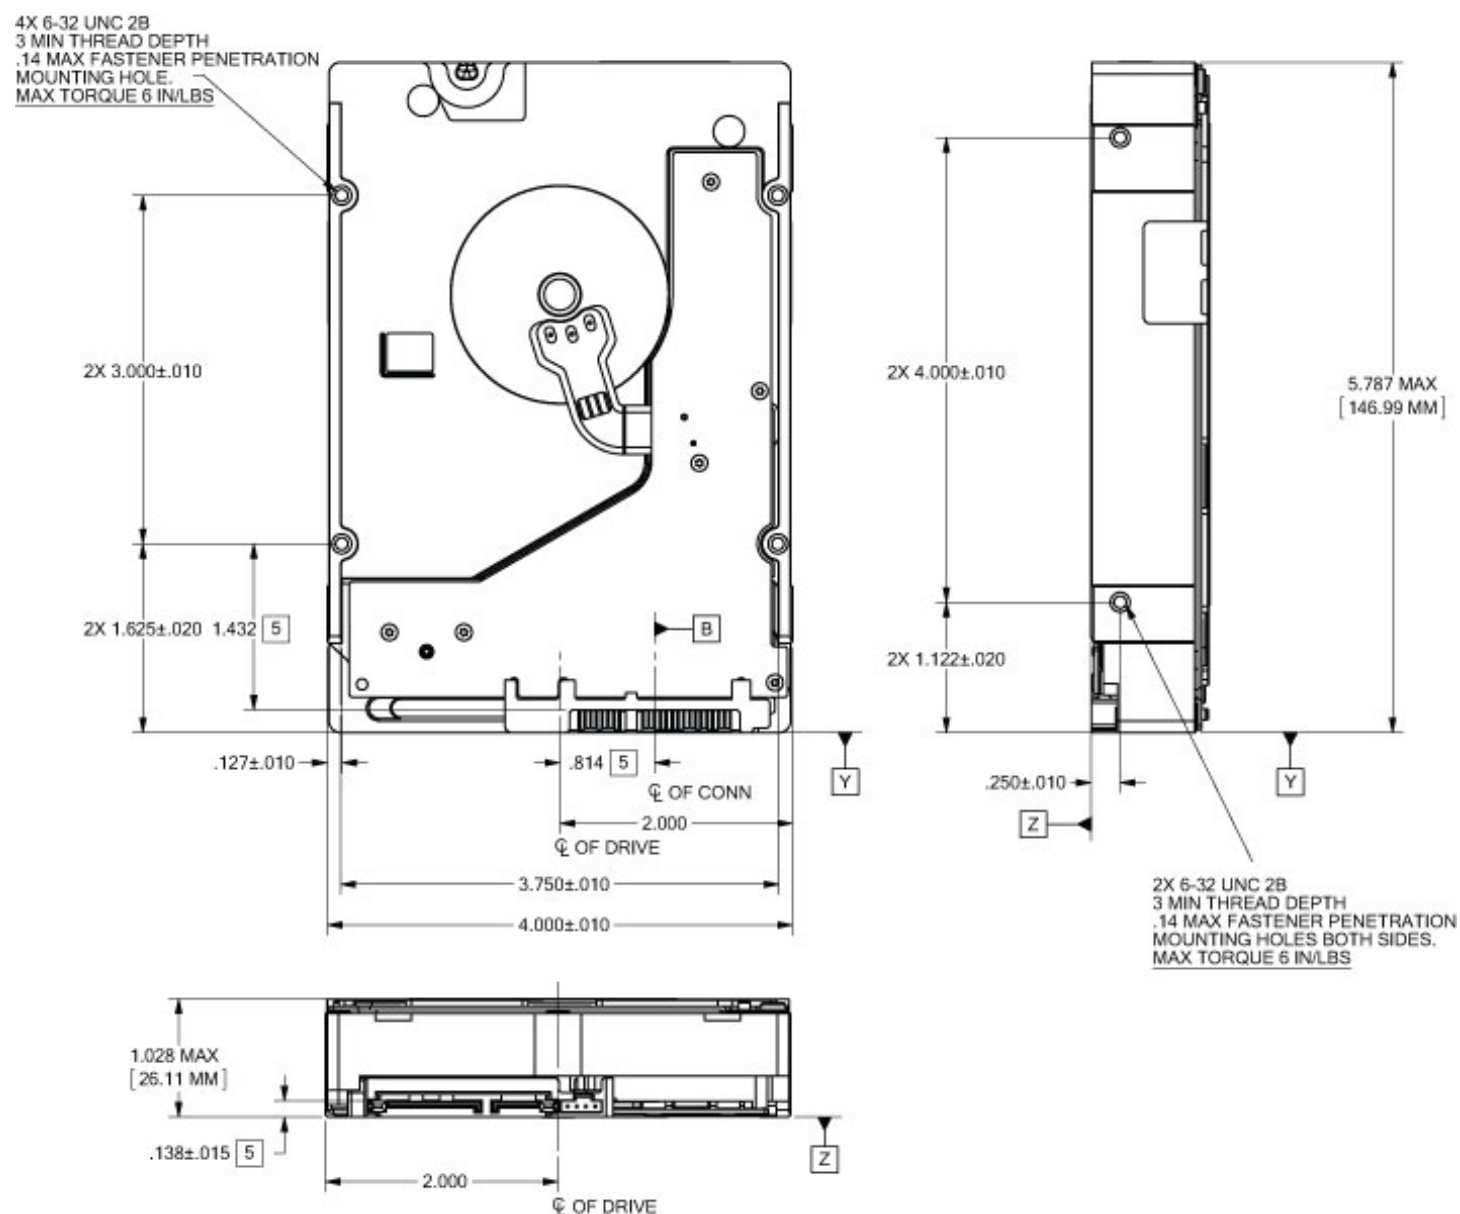 4X 6-32 UNC 2B
3 MIN THREAD DEPTH
.14 MAX FASTENER PENETRATION
MOUNTING HOLE.
MAX TORQUE 6 IN/LBS
2X 3.000±.010
2X 4.000±.010
5.787 MAX
[ 146.99 MM ]
2X 1.625±.020
1.432 5
B
2X 1.122±.020
.127±.010
.814 5
℄ OF CONN
Y
2.000
℄ OF DRIVE
3.750±.010
4.000±.010
.250±.010
Y
Z
2X 6-32 UNC 2B
3 MIN THREAD DEPTH
.14 MAX FASTENER PENETRATION
MOUNTING HOLES BOTH SIDES.
MAX TORQUE 6 IN/LBS
1.028 MAX
[ 26.11 MM ]
.138±.015 5
Z
2.000
℄ OF DRIVE